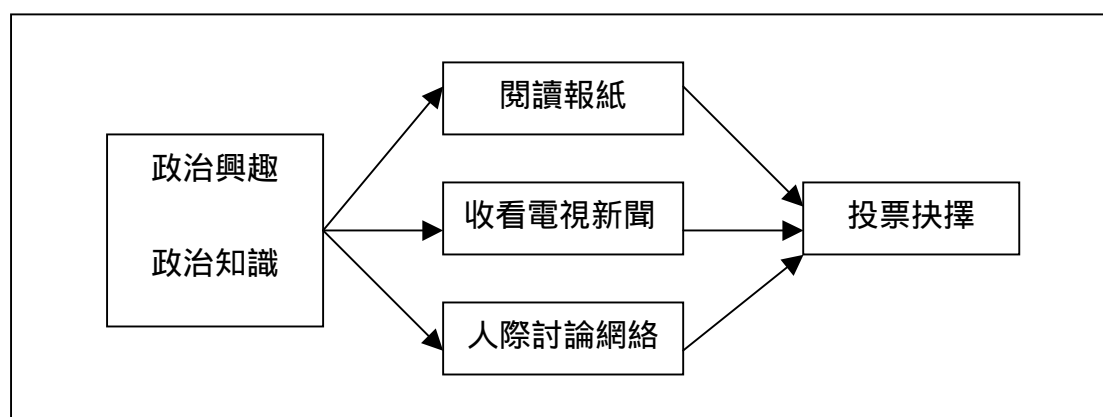 政治興趣
政治知識
閱讀報紙
收看電視新聞
人際討論網絡
投票抉擇